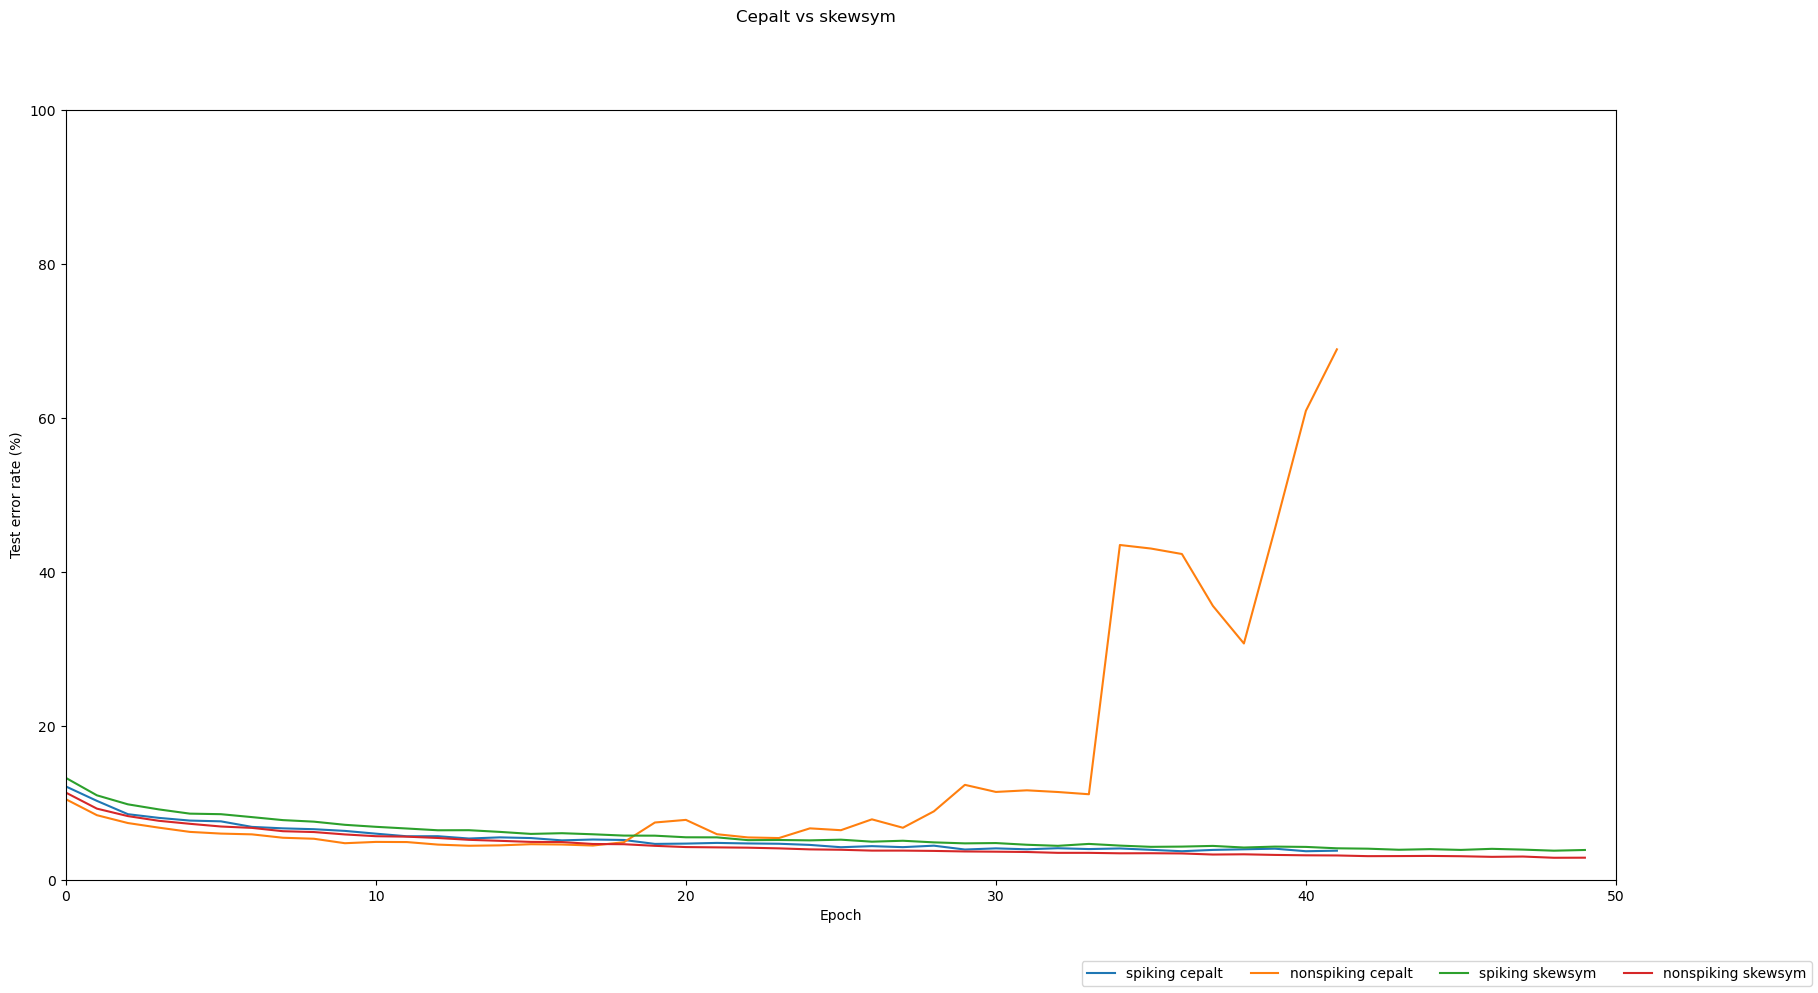 Cepalt vs skewsym
100
80
60
40
20
0
Test error rate (%)
0 10 20 30 40 50
Epoch
spiking cepalt nonspiking cepalt spiking skewsym nonspiking skewsym